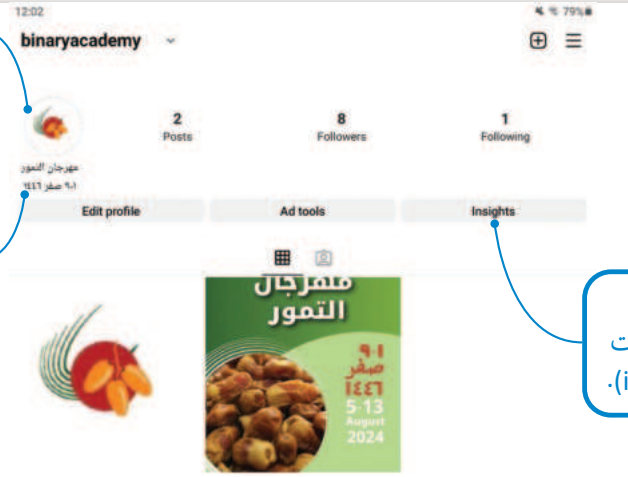 12:02 79%
binaryacademy
2 8 1
Posts Followers Following
مهرجان التمور
١-٩ صفر ١٤٤٦
Edit profile Ad tools Insights
مهرجان
التمور
٩-١
صفر
١٤٤٦
5-13
August
2024
ت
.(i